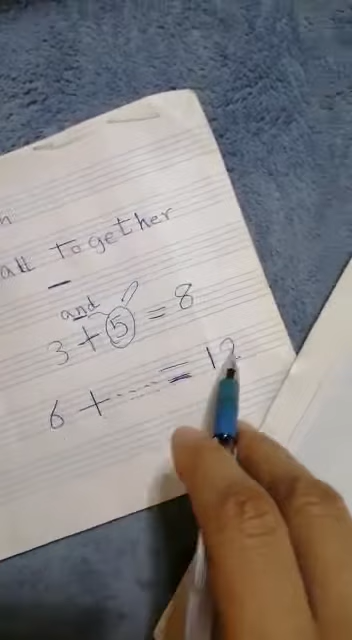 all Together
and
3 + 5 = 8
6 + ..... = 12